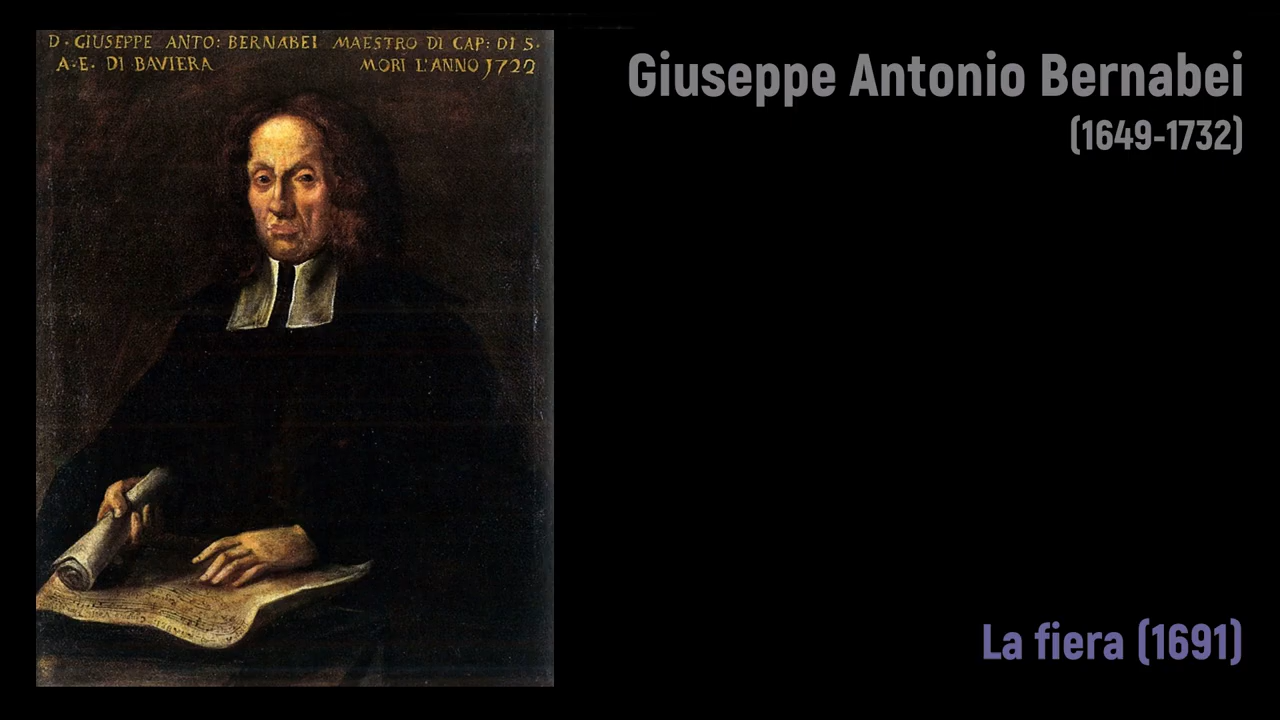 D · GIUSEPPE ANTO: BERNABEI MAESTRO DI CAP: DI S·
A·E· DI BAVIERA MORÌ L'ANNO 1722
Giuseppe Antonio Bernabei
(1649-1732)
La fiera (1691)